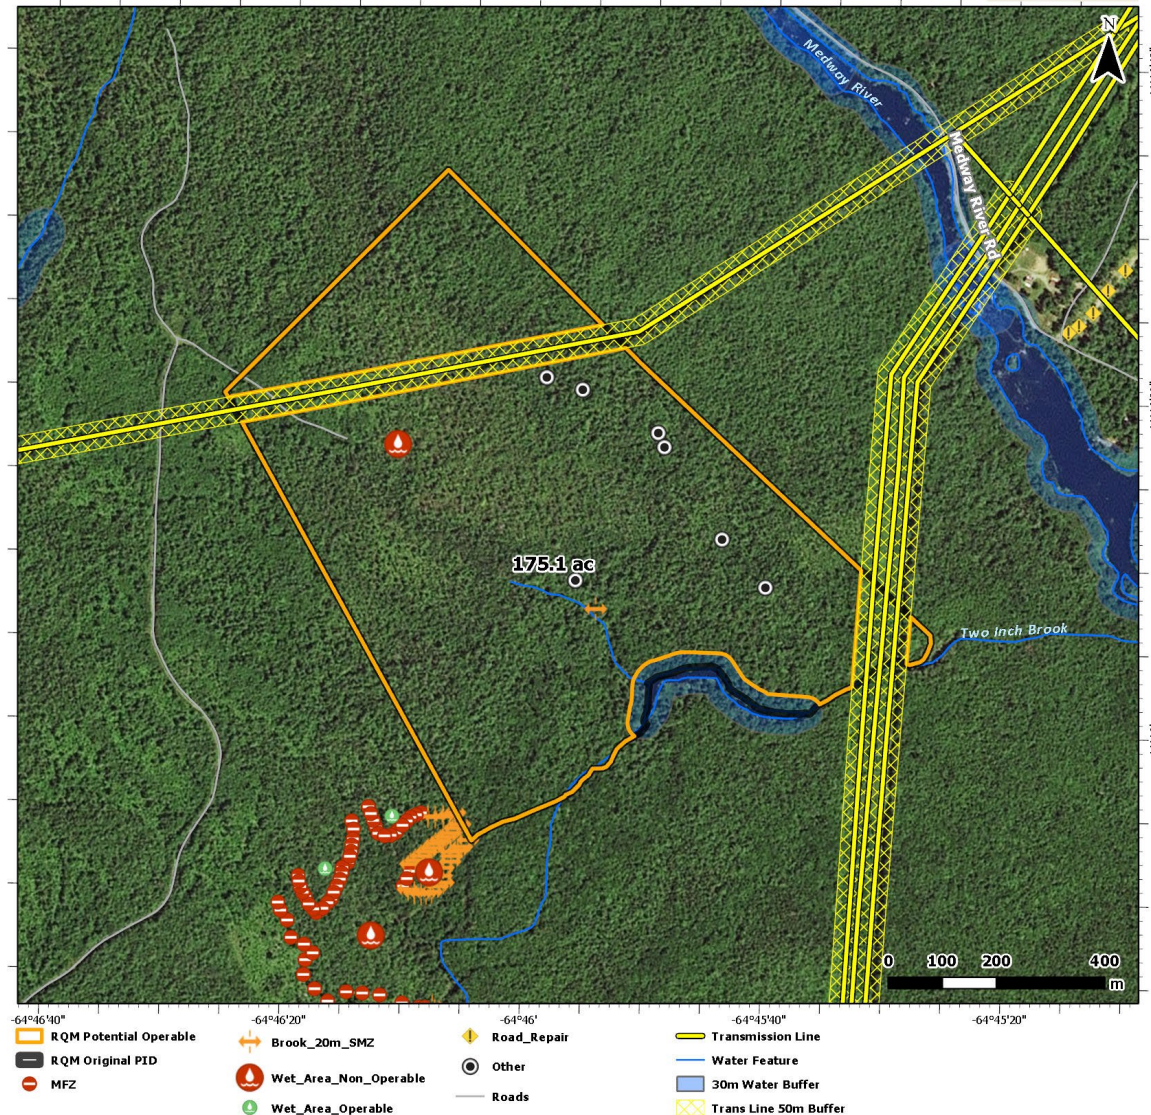 N
Medway River
Medway River Rd
175.1 ac
Two Inch Brook
0 100 200 400
m
-64°46'40" -64°46'20" -64°46' -64°45'40" -64°45'20"
RQM Potential Operable
RQM Original PID
MFZ
Brook_20m_SMZ
Wet_Area_Non_Operable
Wet_Area_Operable
Road_Repair
Other
Roads
Transmission Line
Water Feature
30m Water Buffer
Trans Line 50m Buffer